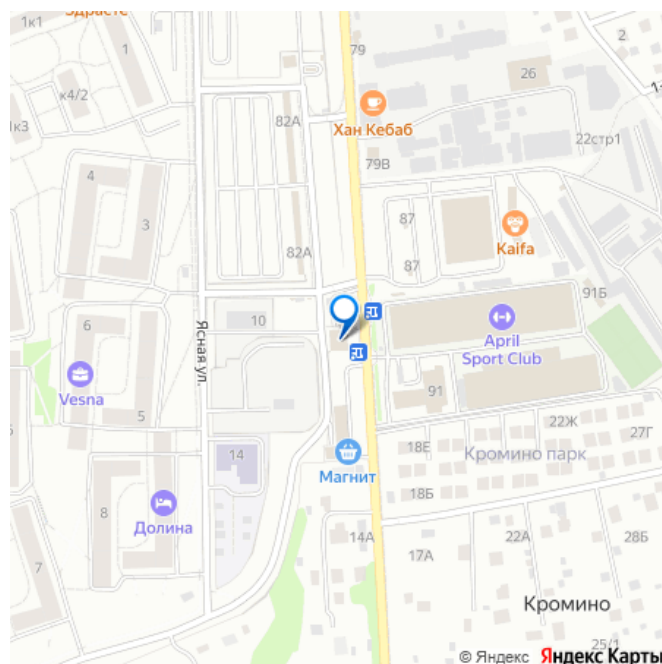 1к1
Здрасте
1
79
2
26
к4/2
1к3
82А
Хан Кебаб
22стр1
79В
4
3
87
Kaifa
82А
87
91Б
6
10
April
Sport Club
Ясная ул.
Vesna
5
91
22Ж
27Г
18Е
Кромино парк
14
Магнит
18Б
8
Долина
14А
22А
28Б
17А
7
Кромино
25/1
© Яндекс Яндекс Карты